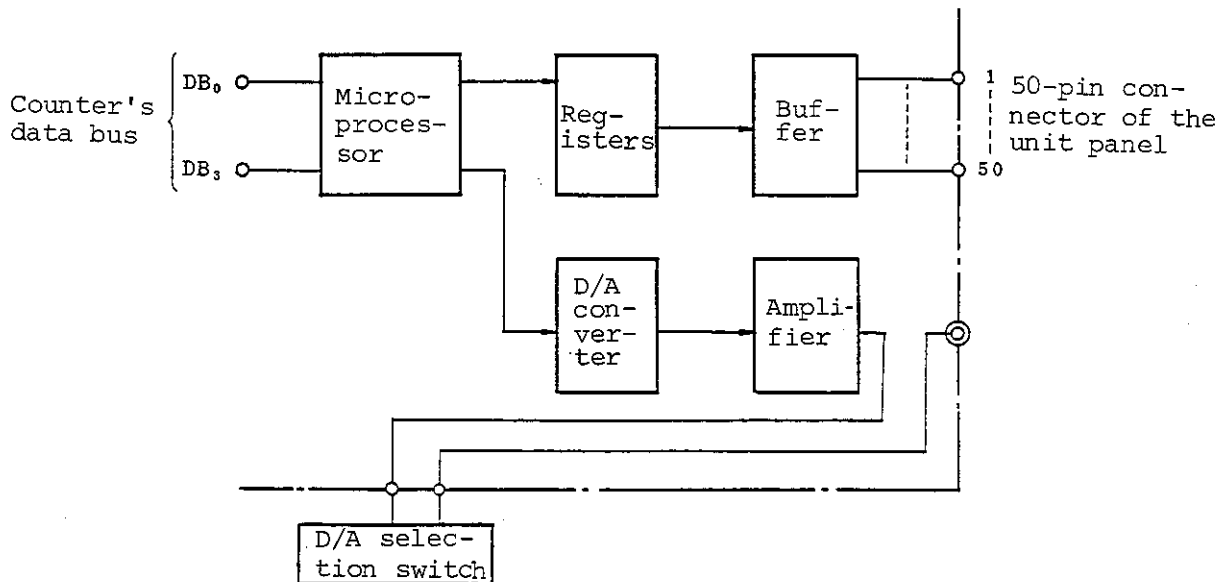 Counter's
data bus
DB₀
DB₃
Micro-
proces-
sor
Reg-
isters
Buf-
fer
1
50
50-pin con-
nector of the
unit panel
D/A
con-
ver-
ter
Ampli-
fier
D/A selec-
tion switch